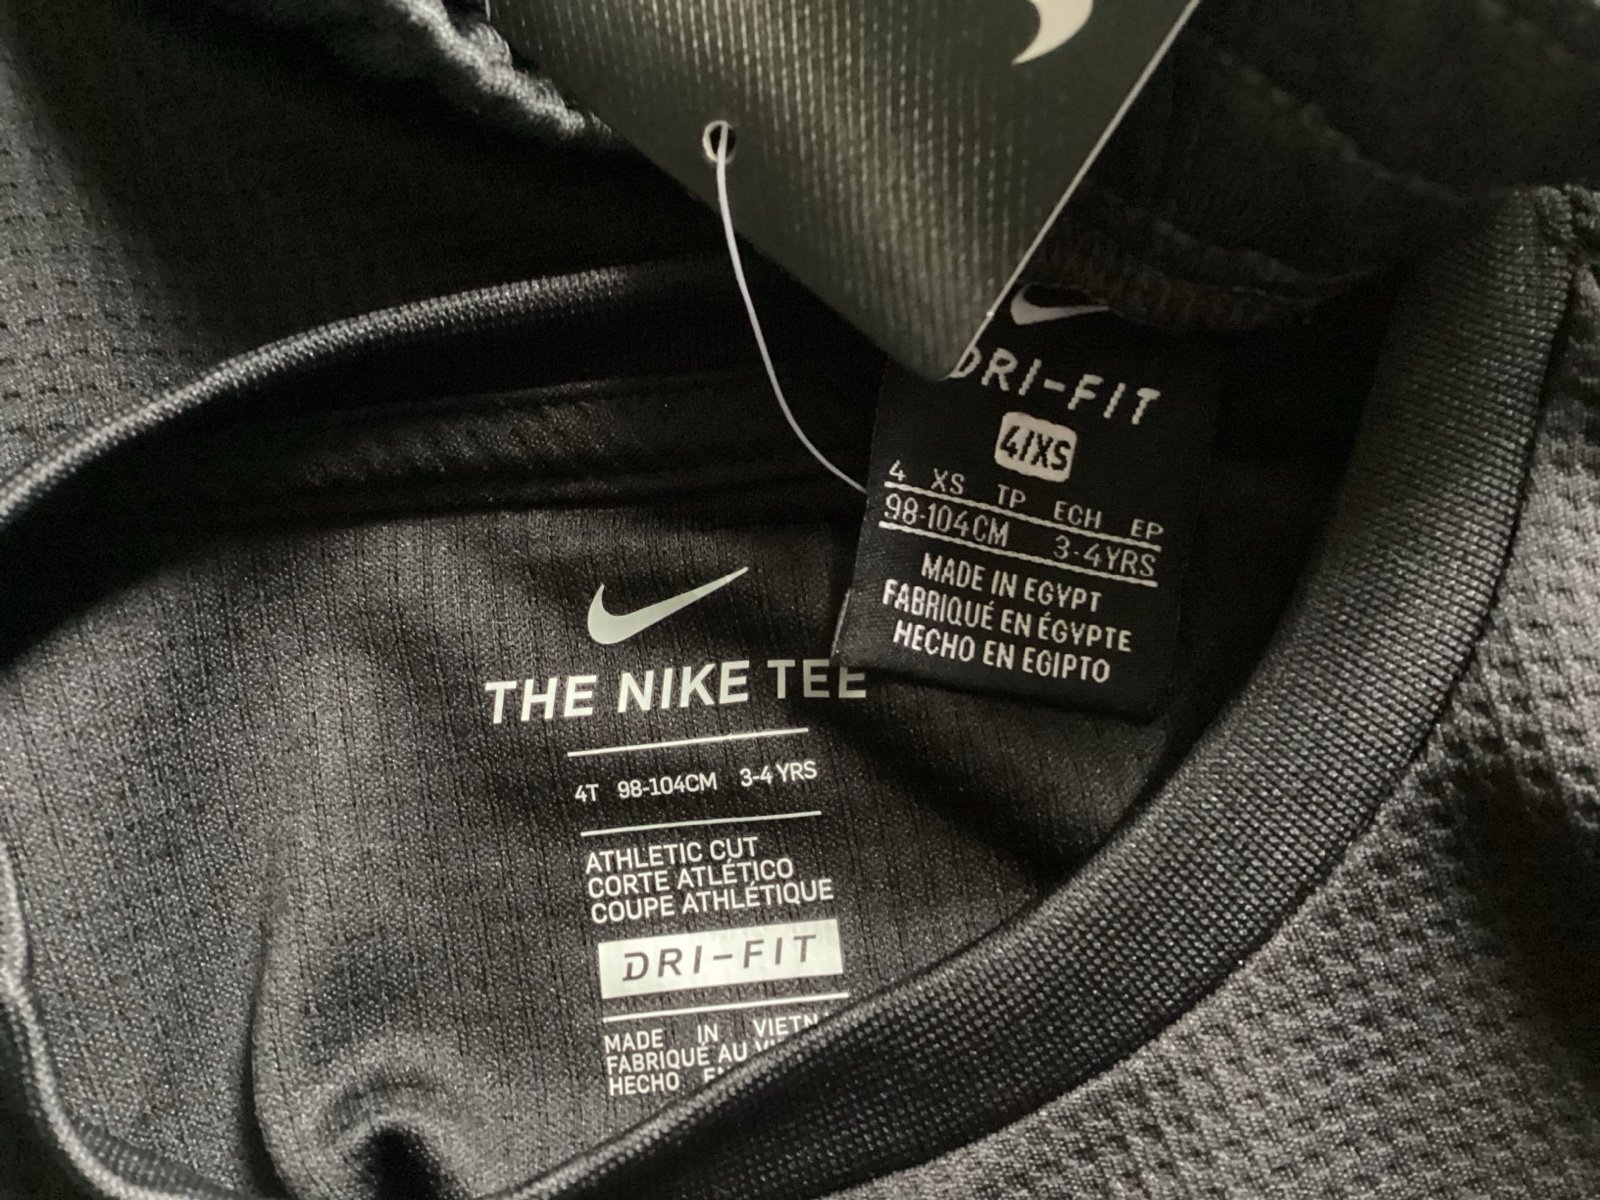 DRI-FIT
4/XS
4 XS TP ECH EP
98-104CM 3-4YRS
MADE IN EGYPT
FABRIQUÉ EN ÉGYPTE
HECHO EN EGIPTO
THE NIKE TEE
4T 98-104CM 3-4 YRS
ATHLETIC CUT
CORTE ATLÉTICO
COUPE ATHLÉTIQUE
DRI-FIT
MADE IN VIETN
FABRIQUÉ AU
HECHO